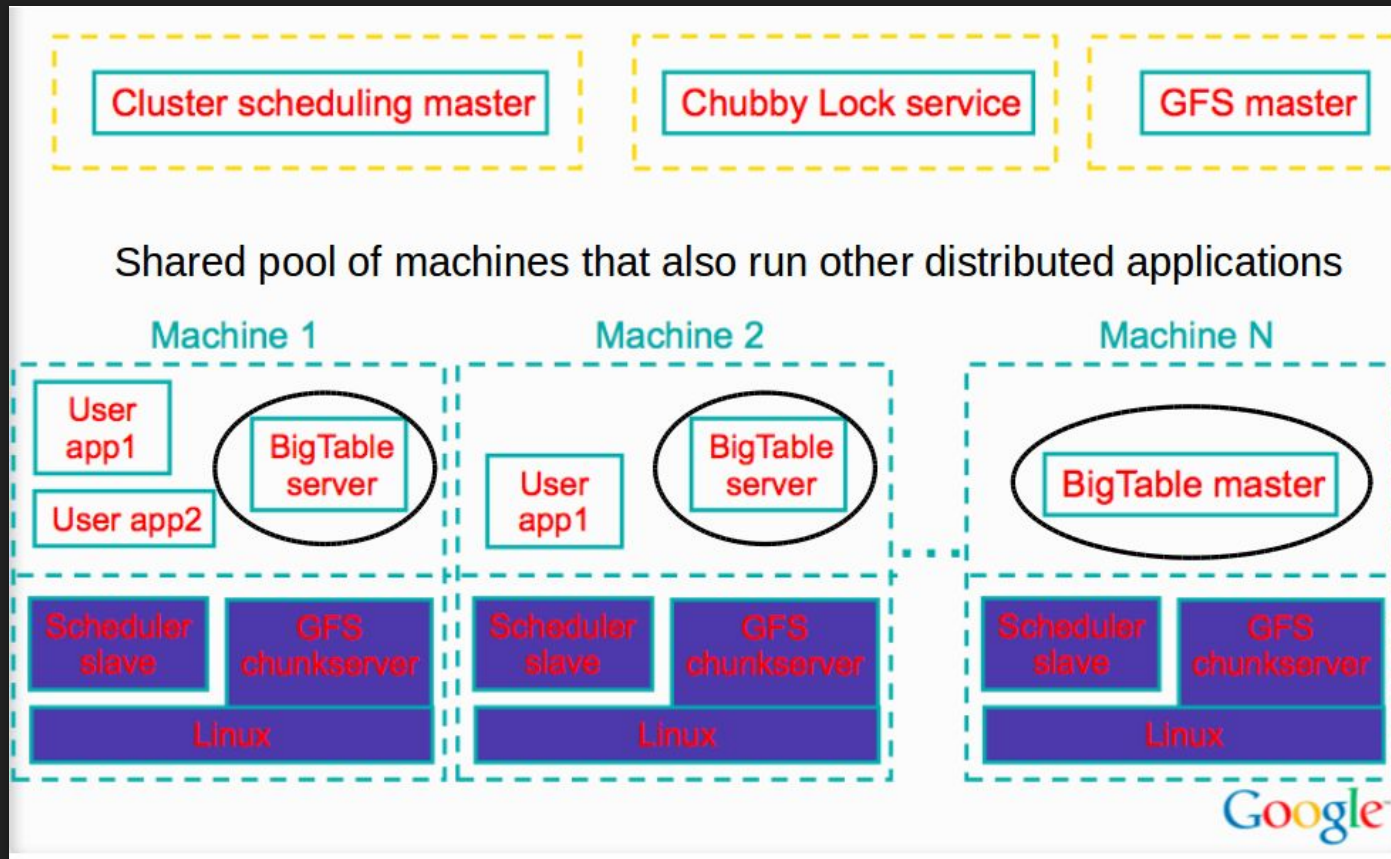 Cluster scheduling master
Chubby Lock service
GFS master
Shared pool of machines that also run other distributed applications
Machine 1
Machine 2
Machine N
User
app1
User app2
BigTable
server
User
app1
BigTable
server
...
BigTable master
Scheduler
slave
GFS
chunkserver
Linux
Scheduler
slave
GFS
chunkserver
Linux
Scheduler
slave
GFS
chunkserver
Linux
Google